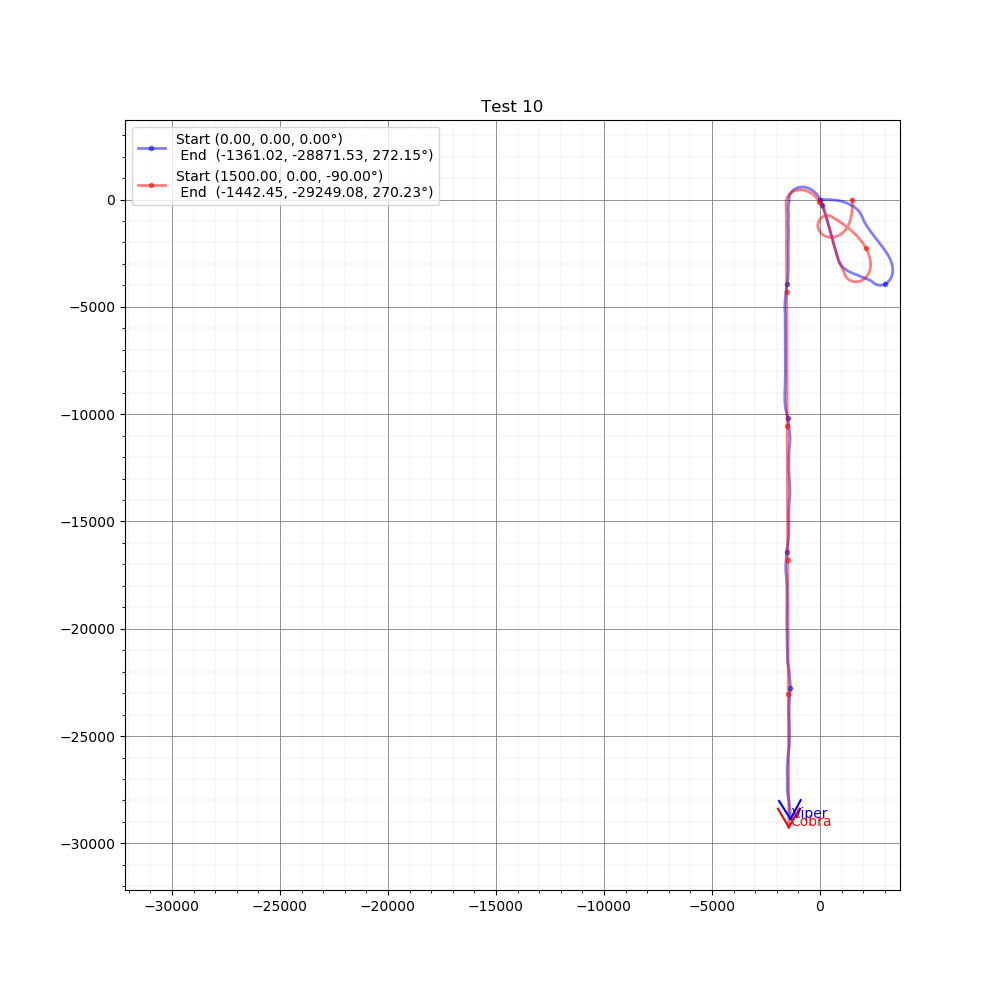 Test 10
Start (0.00, 0.00, 0.00°)
End (-1361.02, -28871.53, 272.15°)
Start (1500.00, 0.00, -90.00°)
End (-1442.45, -29249.08, 270.23°)
0
−5000
−10000
−15000
−20000
−25000
−30000
Viper
Cobra
−30000 −25000 −20000 −15000 −10000 −5000 0